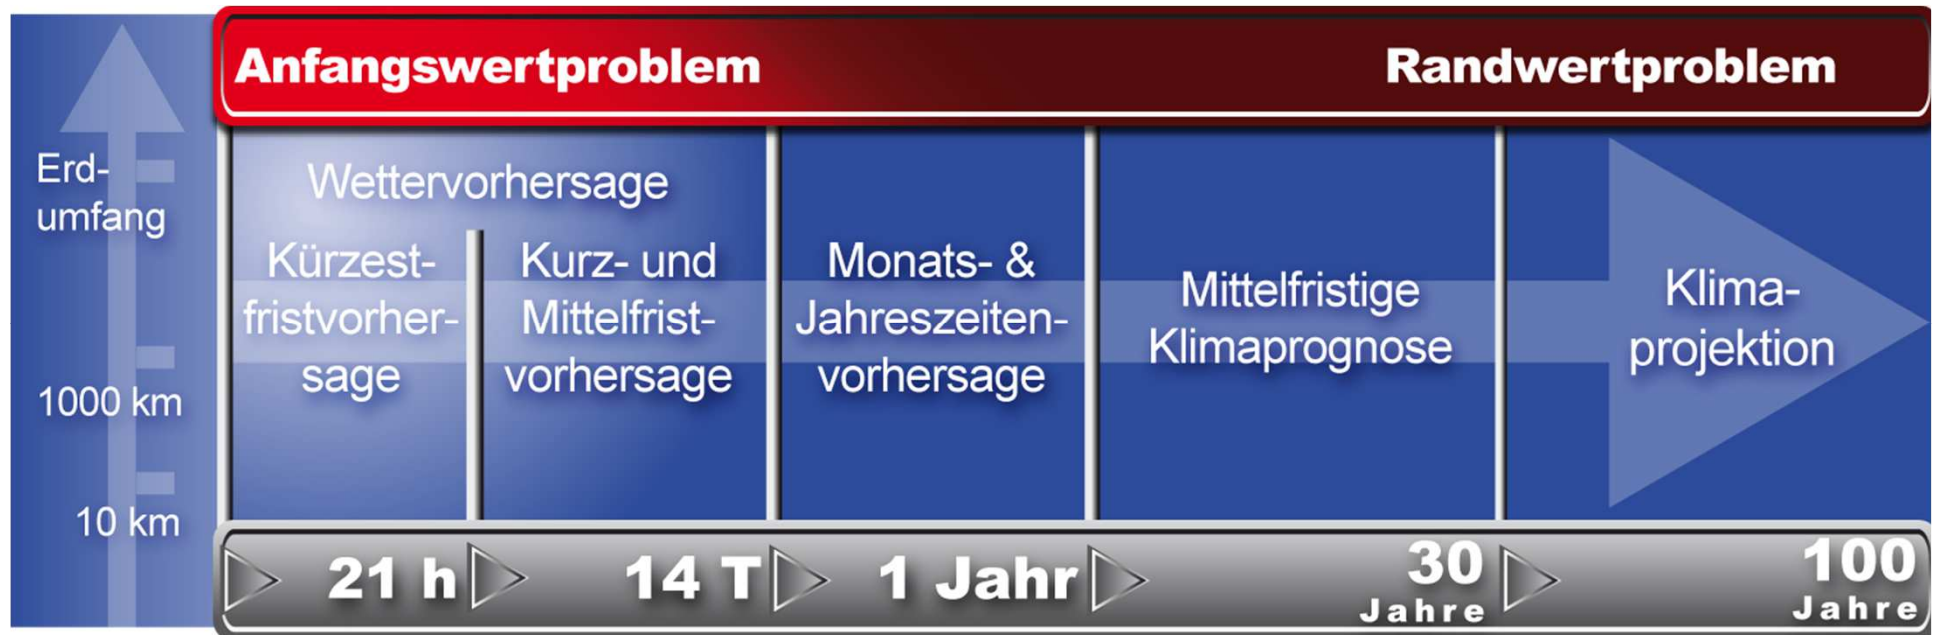 Anfangswertproblem
Randwertproblem
Erd-
umfang
1000 km
10 km
Wettervorhersage
Kürzest-
fristvorher-
sage
Kurz- und
Mittelfrist-
vorhersage
Monats- &
Jahreszeiten-
vorhersage
Mittelfristige
Klimaprognose
Klima-
projektion
21 h
14 T
1 Jahr
30
Jahre
100
Jahre